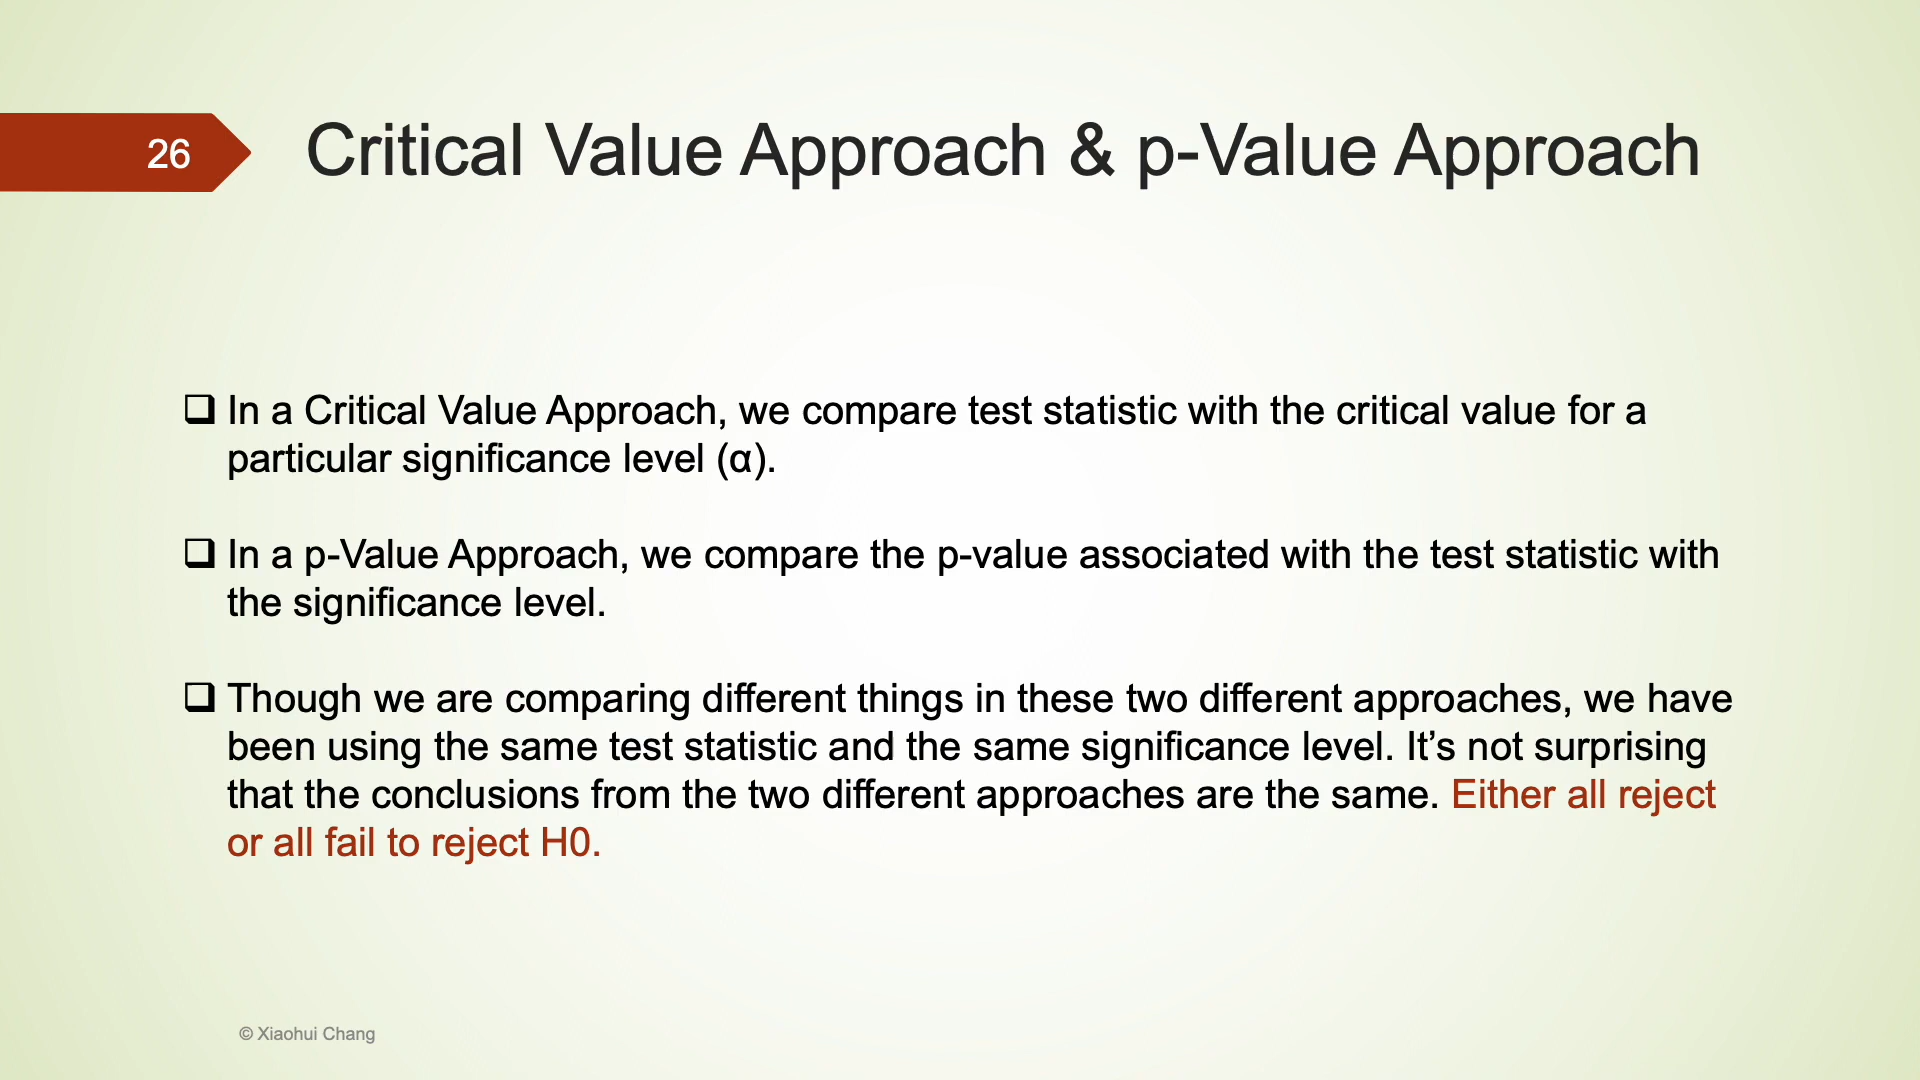 26
Critical Value Approach & p-Value Approach
❑ In a Critical Value Approach, we compare test statistic with the critical value for a
particular significance level (α).
❑ In a p-Value Approach, we compare the p-value associated with the test statistic with
the significance level.
❑ Though we are comparing different things in these two different approaches, we have
been using the same test statistic and the same significance level. It’s not surprising
that the conclusions from the two different approaches are the same. Either all reject
or all fail to reject H0.
© Xiaohui Chang